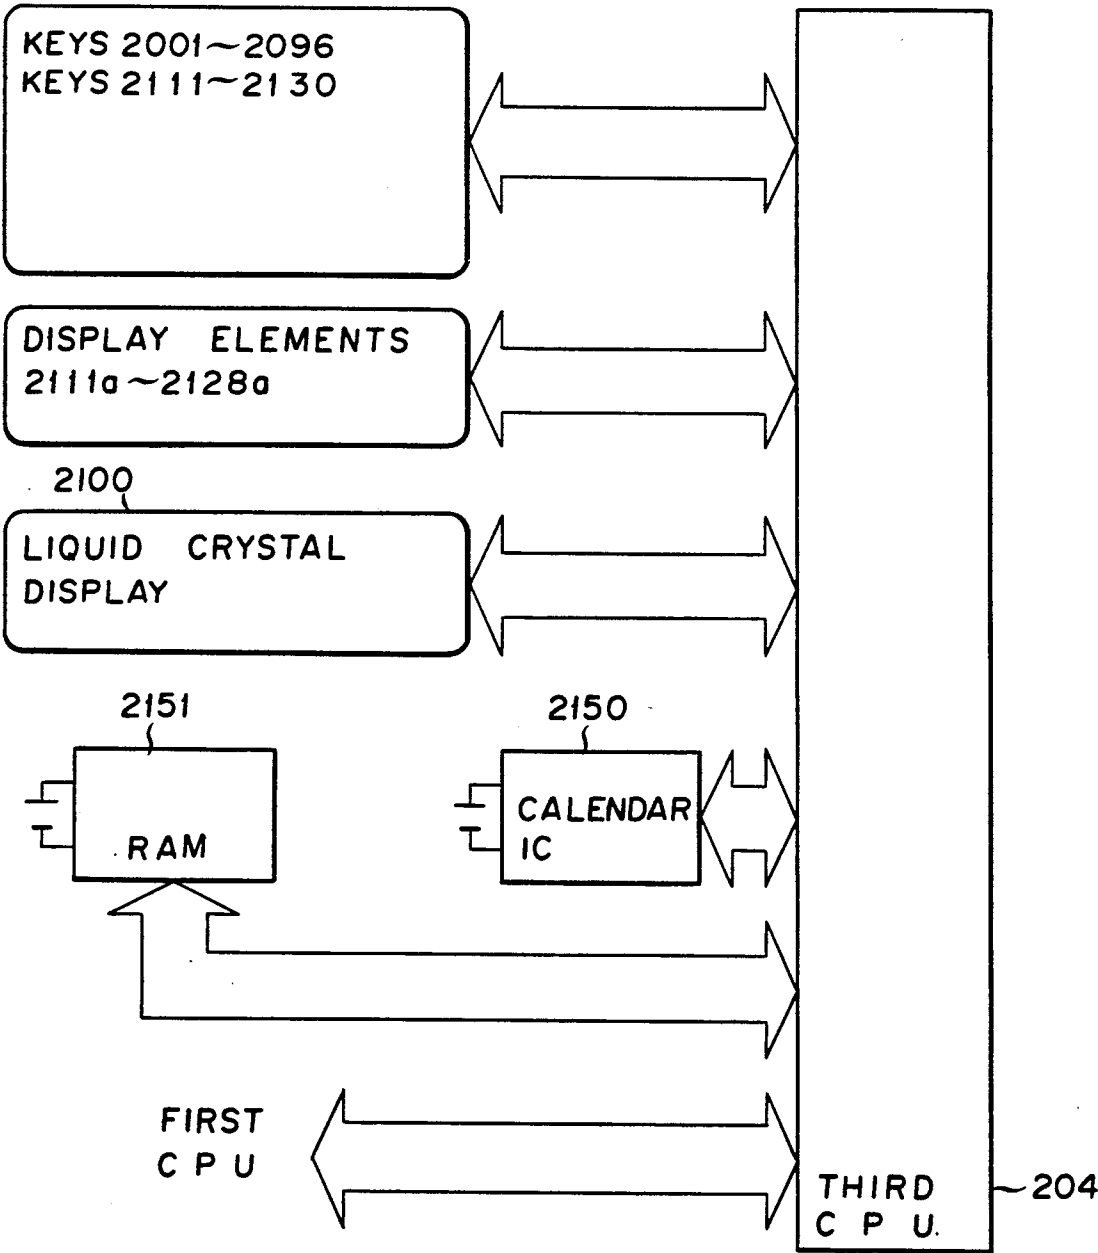 KEYS 2001~2096
KEYS 2111~2130
DISPLAY ELEMENTS
2111a~2128a
2100
LIQUID CRYSTAL
DISPLAY
2151
RAM
2150
CALENDAR
IC
FIRST
CPU
THIRD
CPU.
204